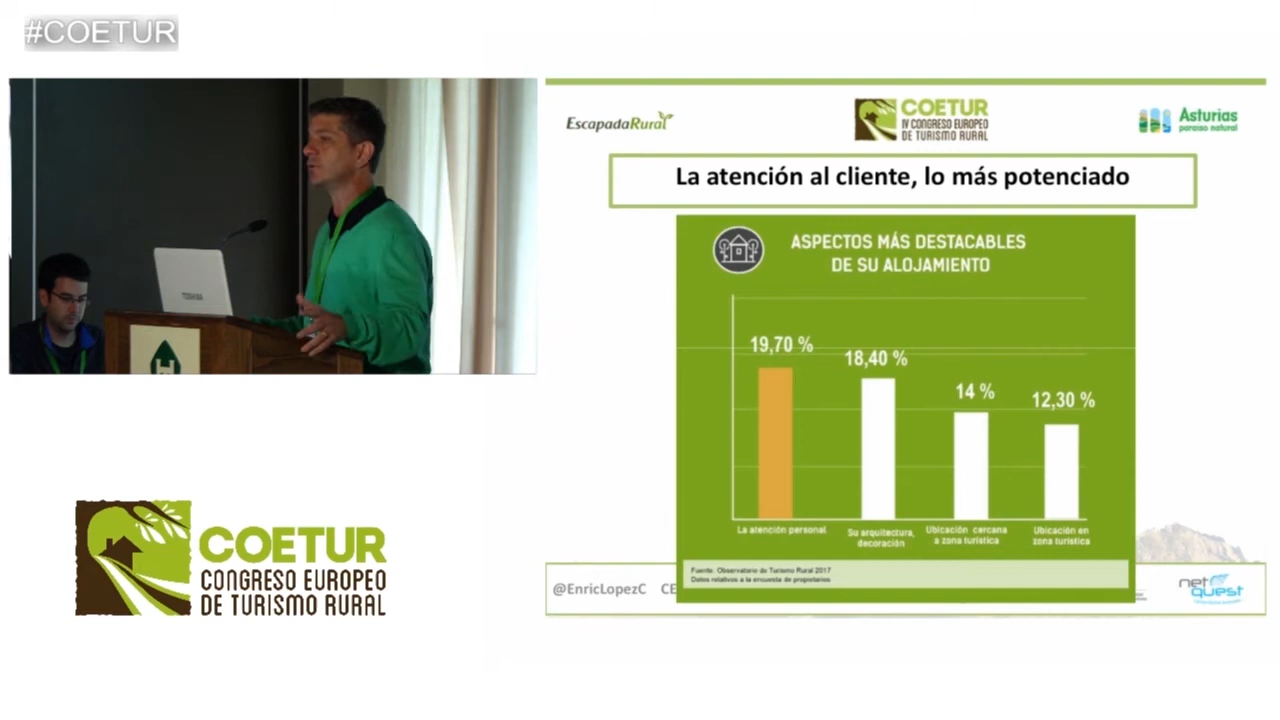 #COETUR
EscapadaRural
COETUR
IV CONGRESO EUROPEO
DE TURISMO RURAL
Asturias
paraíso natural
La atención al cliente, lo más potenciado
ASPECTOS MÁS DESTACABLES
DE SU ALOJAMIENTO
19,70 %
18,40 %
14 %
12,30 %
La atención personal
Su arquitectura,
decoración
Ubicación cercana
a zona turística
Ubicación en
zona turística
Fuente: Observatorio de Turismo Rural 2017
Datos relativos a la encuesta de propietarios
@EnricLopezC CE
netquest
TOSHIBA
H
COETUR
CONGRESO EUROPEO
DE TURISMO RURAL